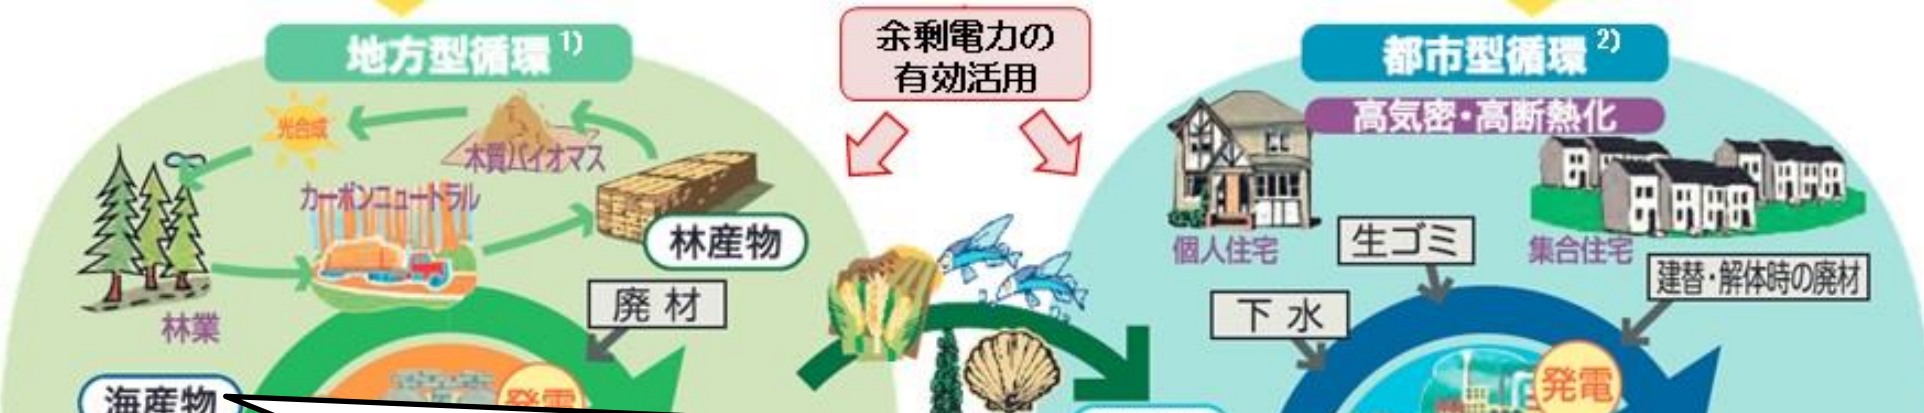 余剰電力の
有効活用
地方型循環 1)
都市型循環 2)
高気密・高断熱化
光合成
木質バイオマス
カーボンニュートラル
林産物
廃材
林業
海産物
発電
個人住宅
生ゴミ
集合住宅
建替・解体時の廃材
下水
発電